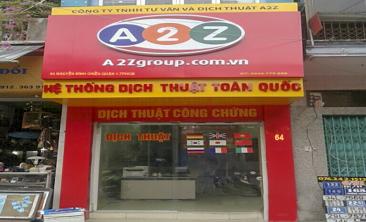 CÔNG TY TNHH TƯ VẤN VÀ DỊCH THUẬT A2Z
A2Z
A2Zgroup.com.vn
HỆ THỐNG DỊCH THUẬT TOÀN QUỐC
DỊCH THUẬT CÔNG CHỨNG
DỊCH THUẬT
64